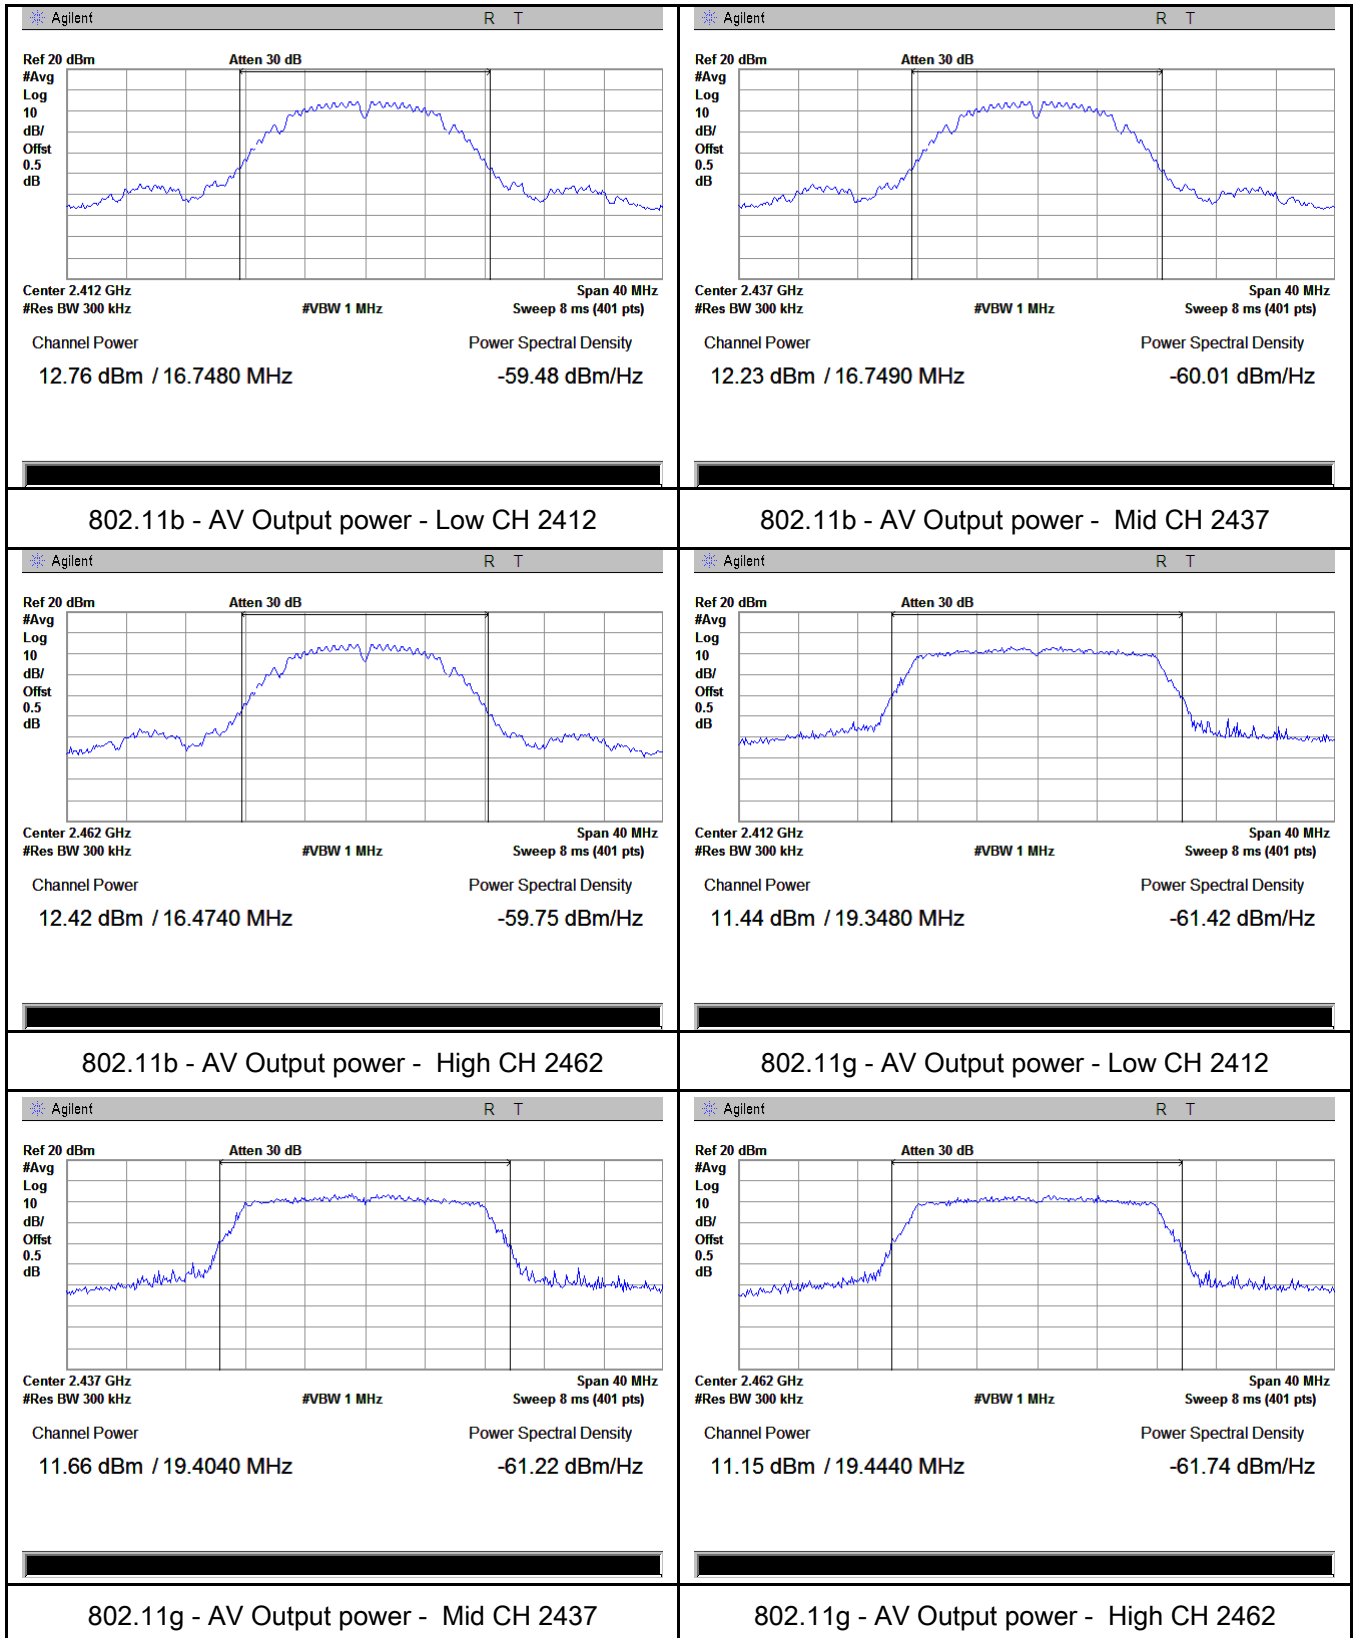 Agilent R T
Ref 20 dBm Atten 30 dB
#Avg
Log
10
dB/
Offst
0.5
dB
Center 2.412 GHz Span 40 MHz
#Res BW 300 kHz #VBW 1 MHz Sweep 8 ms (401 pts)
Channel Power Power Spectral Density
12.76 dBm / 16.7480 MHz -59.48 dBm/Hz
802.11b - AV Output power - Low CH 2412
Agilent R T
Ref 20 dBm Atten 30 dB
#Avg
Log
10
dB/
Offst
0.5
dB
Center 2.437 GHz Span 40 MHz
#Res BW 300 kHz #VBW 1 MHz Sweep 8 ms (401 pts)
Channel Power Power Spectral Density
12.23 dBm / 16.7490 MHz -60.01 dBm/Hz
802.11b - AV Output power - Mid CH 2437
Agilent R T
Ref 20 dBm Atten 30 dB
#Avg
Log
10
dB/
Offst
0.5
dB
Center 2.462 GHz Span 40 MHz
#Res BW 300 kHz #VBW 1 MHz Sweep 8 ms (401 pts)
Channel Power Power Spectral Density
12.42 dBm / 16.4740 MHz -59.75 dBm/Hz
802.11b - AV Output power - High CH 2462
Agilent R T
Ref 20 dBm Atten 30 dB
#Avg
Log
10
dB/
Offst
0.5
dB
Center 2.412 GHz Span 40 MHz
#Res BW 300 kHz #VBW 1 MHz Sweep 8 ms (401 pts)
Channel Power Power Spectral Density
11.44 dBm / 19.3480 MHz -61.42 dBm/Hz
802.11g - AV Output power - Low CH 2412
Agilent R T
Ref 20 dBm Atten 30 dB
#Avg
Log
10
dB/
Offst
0.5
dB
Center 2.437 GHz Span 40 MHz
#Res BW 300 kHz #VBW 1 MHz Sweep 8 ms (401 pts)
Channel Power Power Spectral Density
11.66 dBm / 19.4040 MHz -61.22 dBm/Hz
802.11g - AV Output power - Mid CH 2437
Agilent R T
Ref 20 dBm Atten 30 dB
#Avg
Log
10
dB/
Offst
0.5
dB
Center 2.462 GHz Span 40 MHz
#Res BW 300 kHz #VBW 1 MHz Sweep 8 ms (401 pts)
Channel Power Power Spectral Density
11.15 dBm / 19.4440 MHz -61.74 dBm/Hz
802.11g - AV Output power - High CH 2462